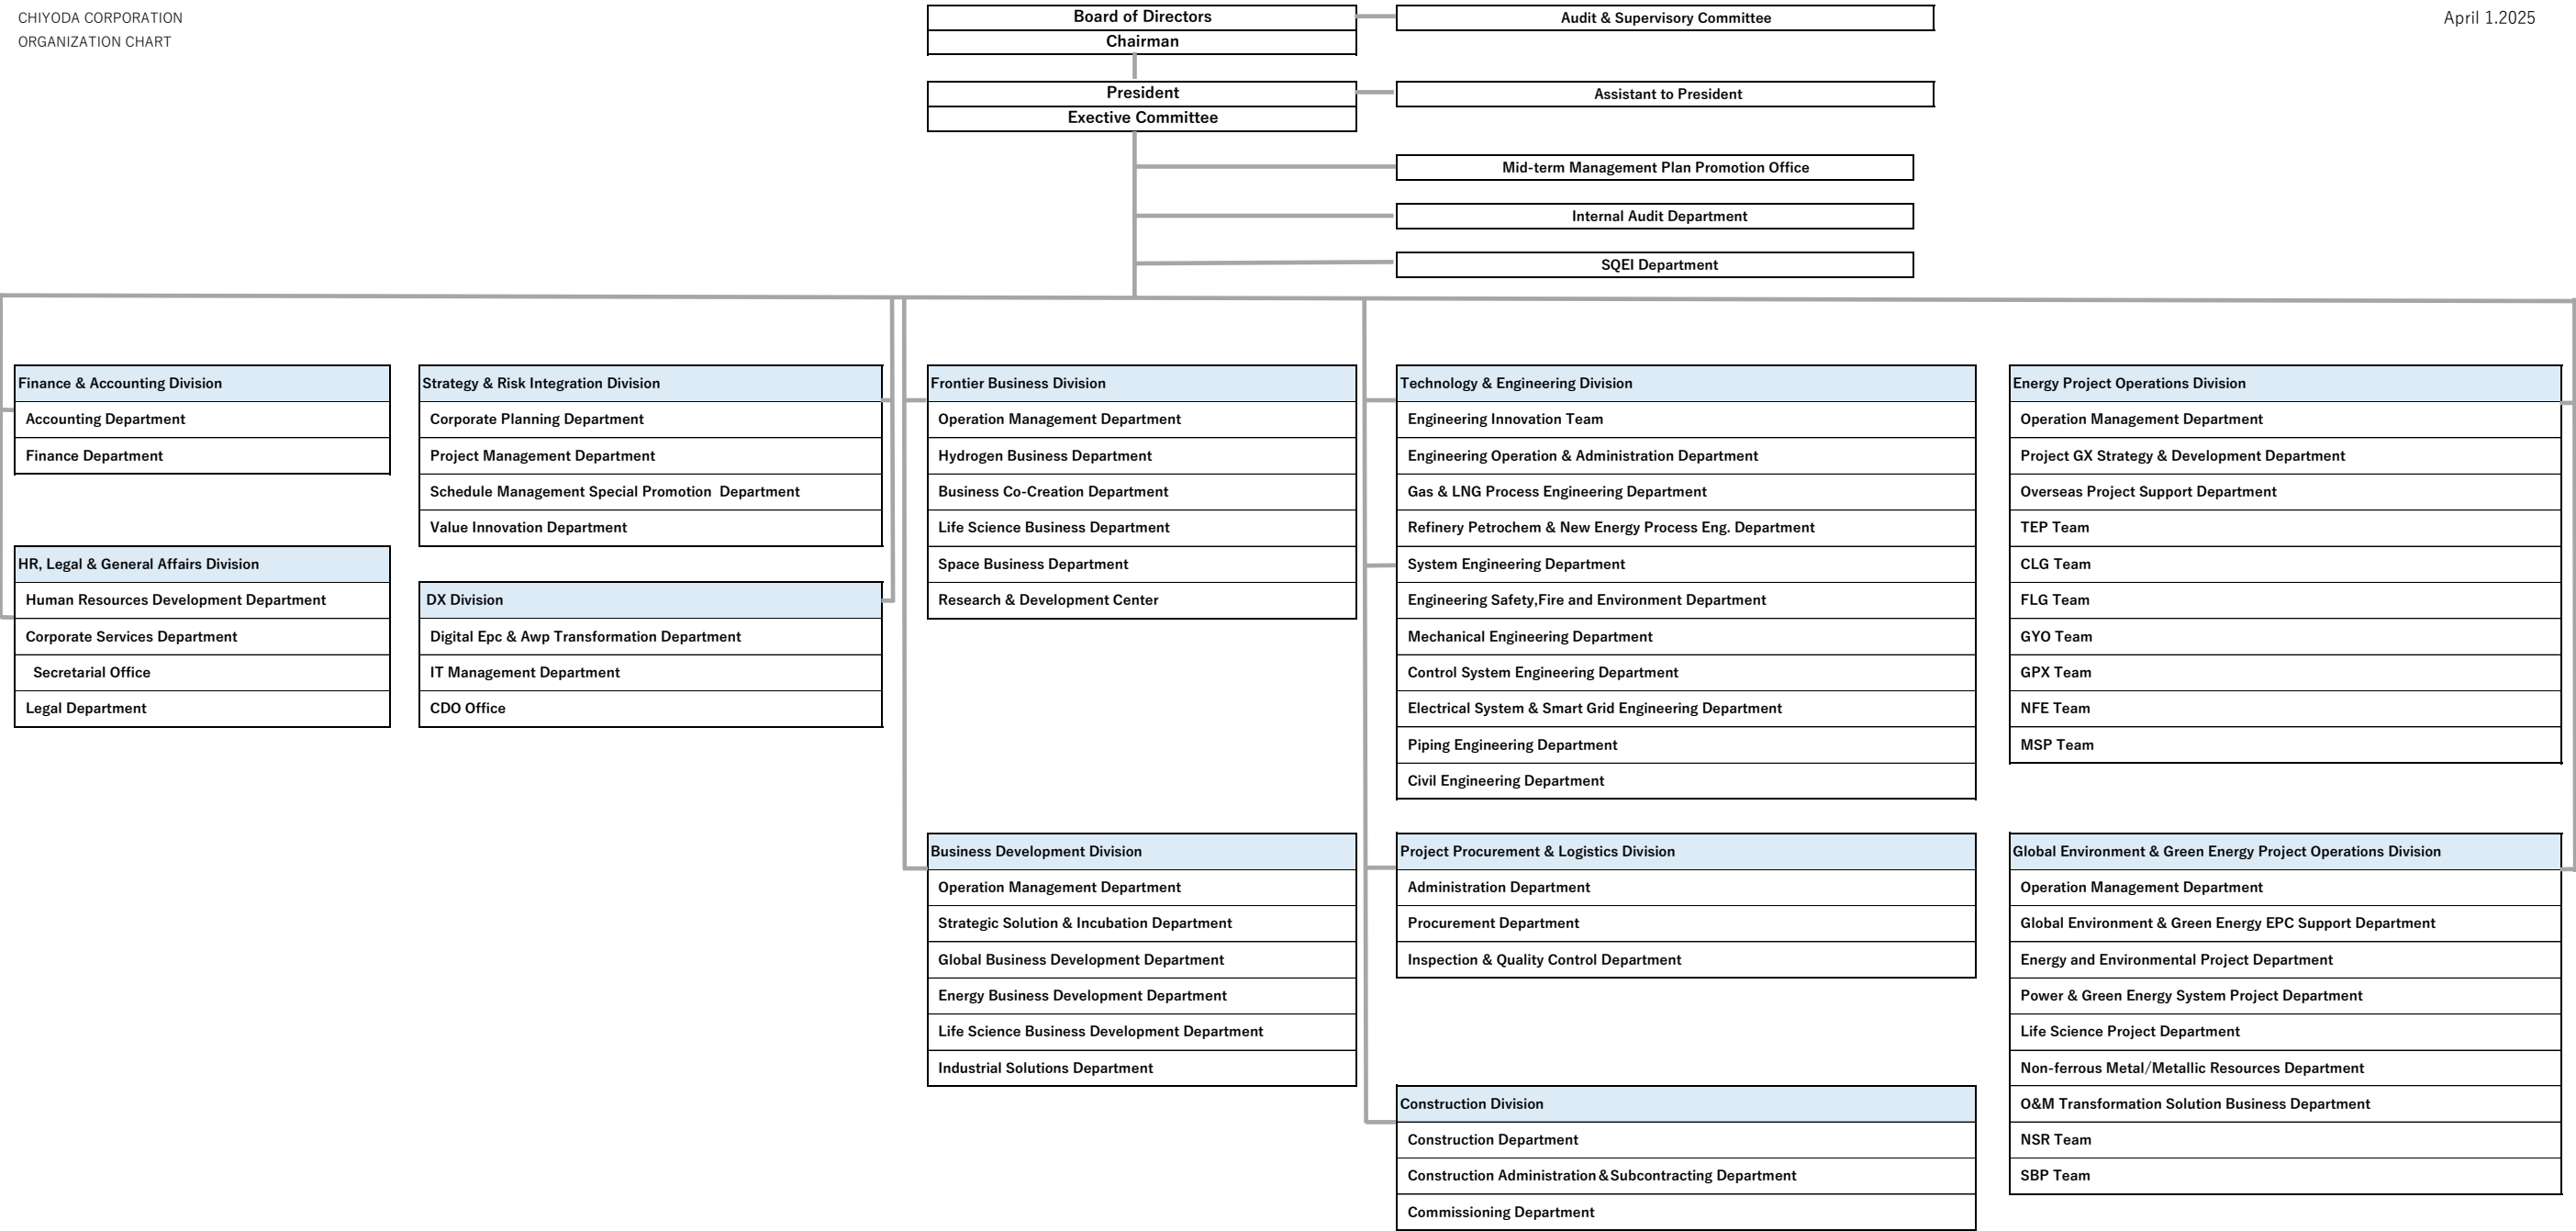 CHIYODA CORPORATION
ORGANIZATION CHART
April 1.2025
Board of Directors
Chairman
Audit & Supervisory Committee
President
Exective Committee
Assistant to President
Mid-term Management Plan Promotion Office
Internal Audit Department
SQEI Department
Finance & Accounting Division
Accounting Department
Finance Department
HR, Legal & General Affairs Division
Human Resources Development Department
Corporate Services Department
Secretarial Office
Legal Department
Strategy & Risk Integration Division
Corporate Planning Department
Project Management Department
Schedule Management Special Promotion  Department
Value Innovation Department
DX Division
Digital Epc & Awp Transformation Department
IT Management Department
CDO Office
Frontier Business Division
Operation Management Department
Hydrogen Business Department
Business Co-Creation Department
Life Science Business Department
Space Business Department
Research & Development Center
Business Development Division
Operation Management Department
Strategic Solution & Incubation Department
Global Business Development Department
Energy Business Development Department
Life Science Business Development Department
Industrial Solutions Department
Technology & Engineering Division
Engineering Innovation Team
Engineering Operation & Administration Department
Gas & LNG Process Engineering Department
Refinery Petrochem & New Energy Process Eng. Department
System Engineering Department
Engineering Safety,Fire and Environment Department
Mechanical Engineering Department
Control System Engineering Department
Electrical System & Smart Grid Engineering Department
Piping Engineering Department
Civil Engineering Department
Project Procurement & Logistics Division
Administration Department
Procurement Department
Inspection & Quality Control Department
Construction Division
Construction Department
Construction Administration&Subcontracting Department
Commissioning Department
Energy Project Operations Division
Operation Management Department
Project GX Strategy & Development Department
Overseas Project Support Department
TEP Team
CLG Team
FLG Team
GYO Team
GPX Team
NFE Team
MSP Team
Global Environment & Green Energy Project Operations Division
Operation Management Department
Global Environment & Green Energy EPC Support Department
Energy and Environmental Project Department
Power & Green Energy System Project Department
Life Science Project Department
Non-ferrous Metal/Metallic Resources Department
O&M Transformation Solution Business Department
NSR Team
SBP Team